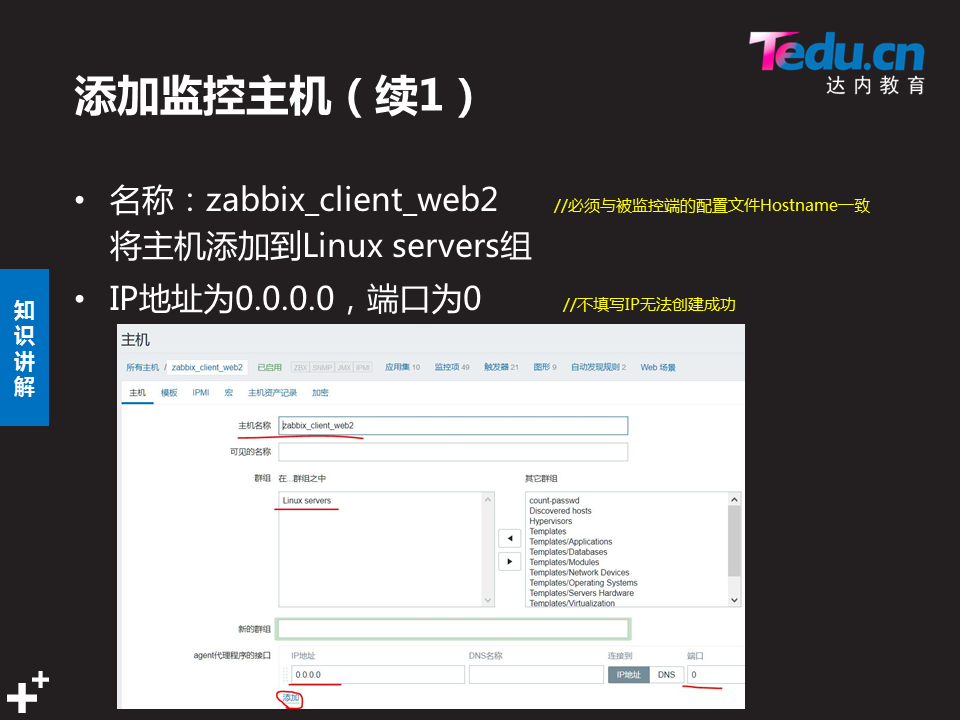 Tedu.cn
达内教育
添加监控主机（续1）
• 名称：zabbix_client_web2 //必须与被监控端的配置文件Hostname一致
将主机添加到Linux servers组
• IP地址为0.0.0.0，端口为0 //不填写IP无法创建成功
知识讲解
主机
所有主机 / zabbix_client_web2 已启用 ZBX SNMP JMX IPMI 应用集 10 监控项 49 触发器 21 图形 9 自动发现规则 2 Web 场景
主机 模板 IPMI 宏 主机资产记录 加密
主机名称 zabbix_client_web2
可见的名称
群组 在...群组之中 其它群组
Linux servers
count-passwd
Discovered hosts
Hypervisors
Templates
Templates/Applications
Templates/Databases
Templates/Modules
Templates/Network Devices
Templates/Operating Systems
Templates/Servers Hardware
Templates/Virtualization
新的群组
agent代理程序的接口 IP地址 DNS名称 连接到 端口
0.0.0.0 IP地址 DNS 0
添加